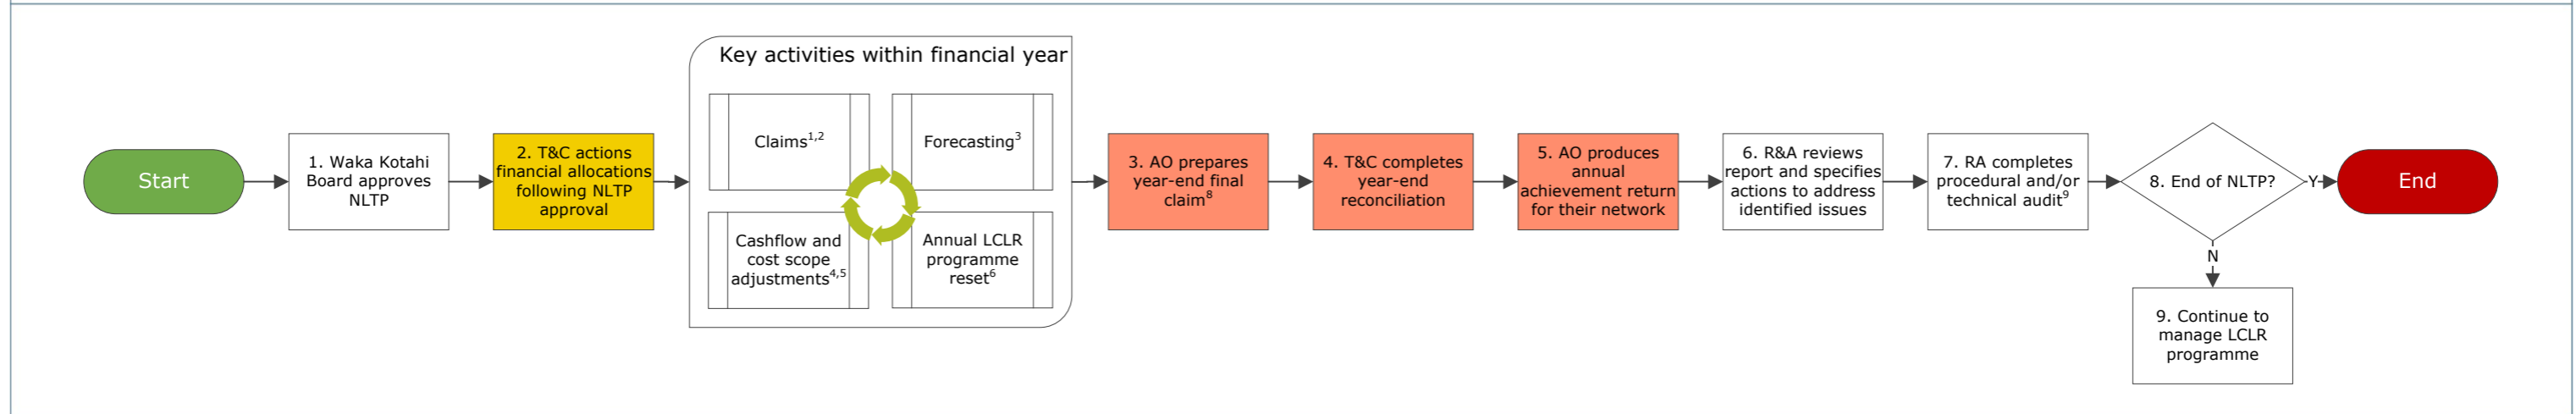 Key activities within financial year
Start
1. Waka Kotahi
Board approves
NLTP
2. T&C actions
financial allocations
following NLTP
approval
Claims1,2
Forecasting3
Cashflow and
cost scope
adjustments4,5
Annual LCLR
programme
reset6
3. AO prepares
year-end final
claim8
4. T&C completes
year-end
reconciliation
5. AO produces
annual
achievement return
for their network
6. R&A reviews
report and specifies
actions to address
identified issues
7. RA completes
procedural and/or
technical audit9
8. End of NLTP?
Y
End
N
9. Continue to
manage LCLR
programme